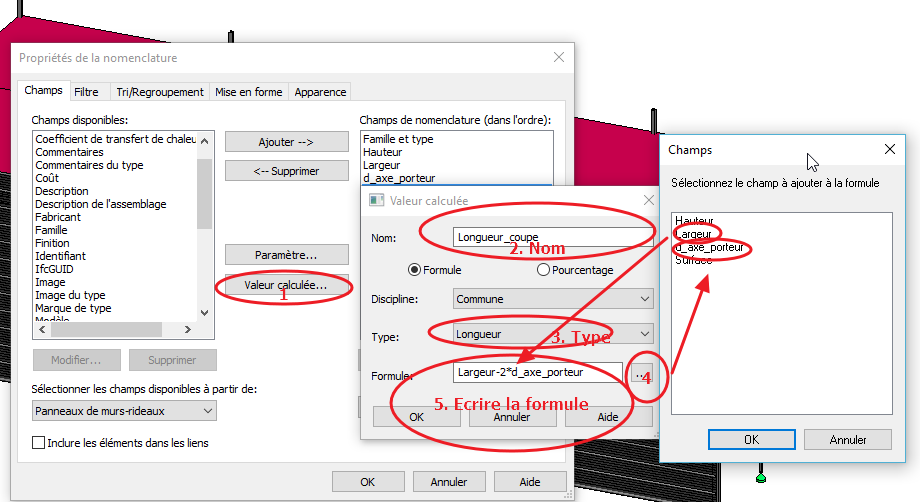 Propriétés de la nomenclature
Champs
Filtre
Tri/Regroupement
Mise en forme
Apparence
Champs disponibles:
Coefficient de transfert de chaleu
Commentaires
Commentaires du type
Coût
Description
Description de l'assemblage
Fabricant
Famille
Finition
Identifiant
IfcGUID
Image
Image du type
Marque de type
Modèle
Ajouter -->
<-- Supprimer
Paramètre...
Valeur calculée...
1
Champs de nomenclature (dans l'ordre):
Famille et type
Hauteur
Largeur
d_axe_porteur
Modifier...
Supprimer
Sélectionner les champs disponibles à partir de:
Panneaux de murs-rideaux
Inclure les éléments dans les liens
OK
Annuler
Aide
Valeur calculée
Nom:
Longueur_coupe
2. Nom
Formule
Pourcentage
Discipline:
Commune
Type:
Longueur
3. Type
Formule:
Largeur-2*d_axe_porteur
...
4
5. Ecrire la formule
OK
Annuler
Aide
Champs
Sélectionnez le champ à ajouter à la formule
Hauteur
Largeur
d_axe_porteur
Surface
OK
Annuler